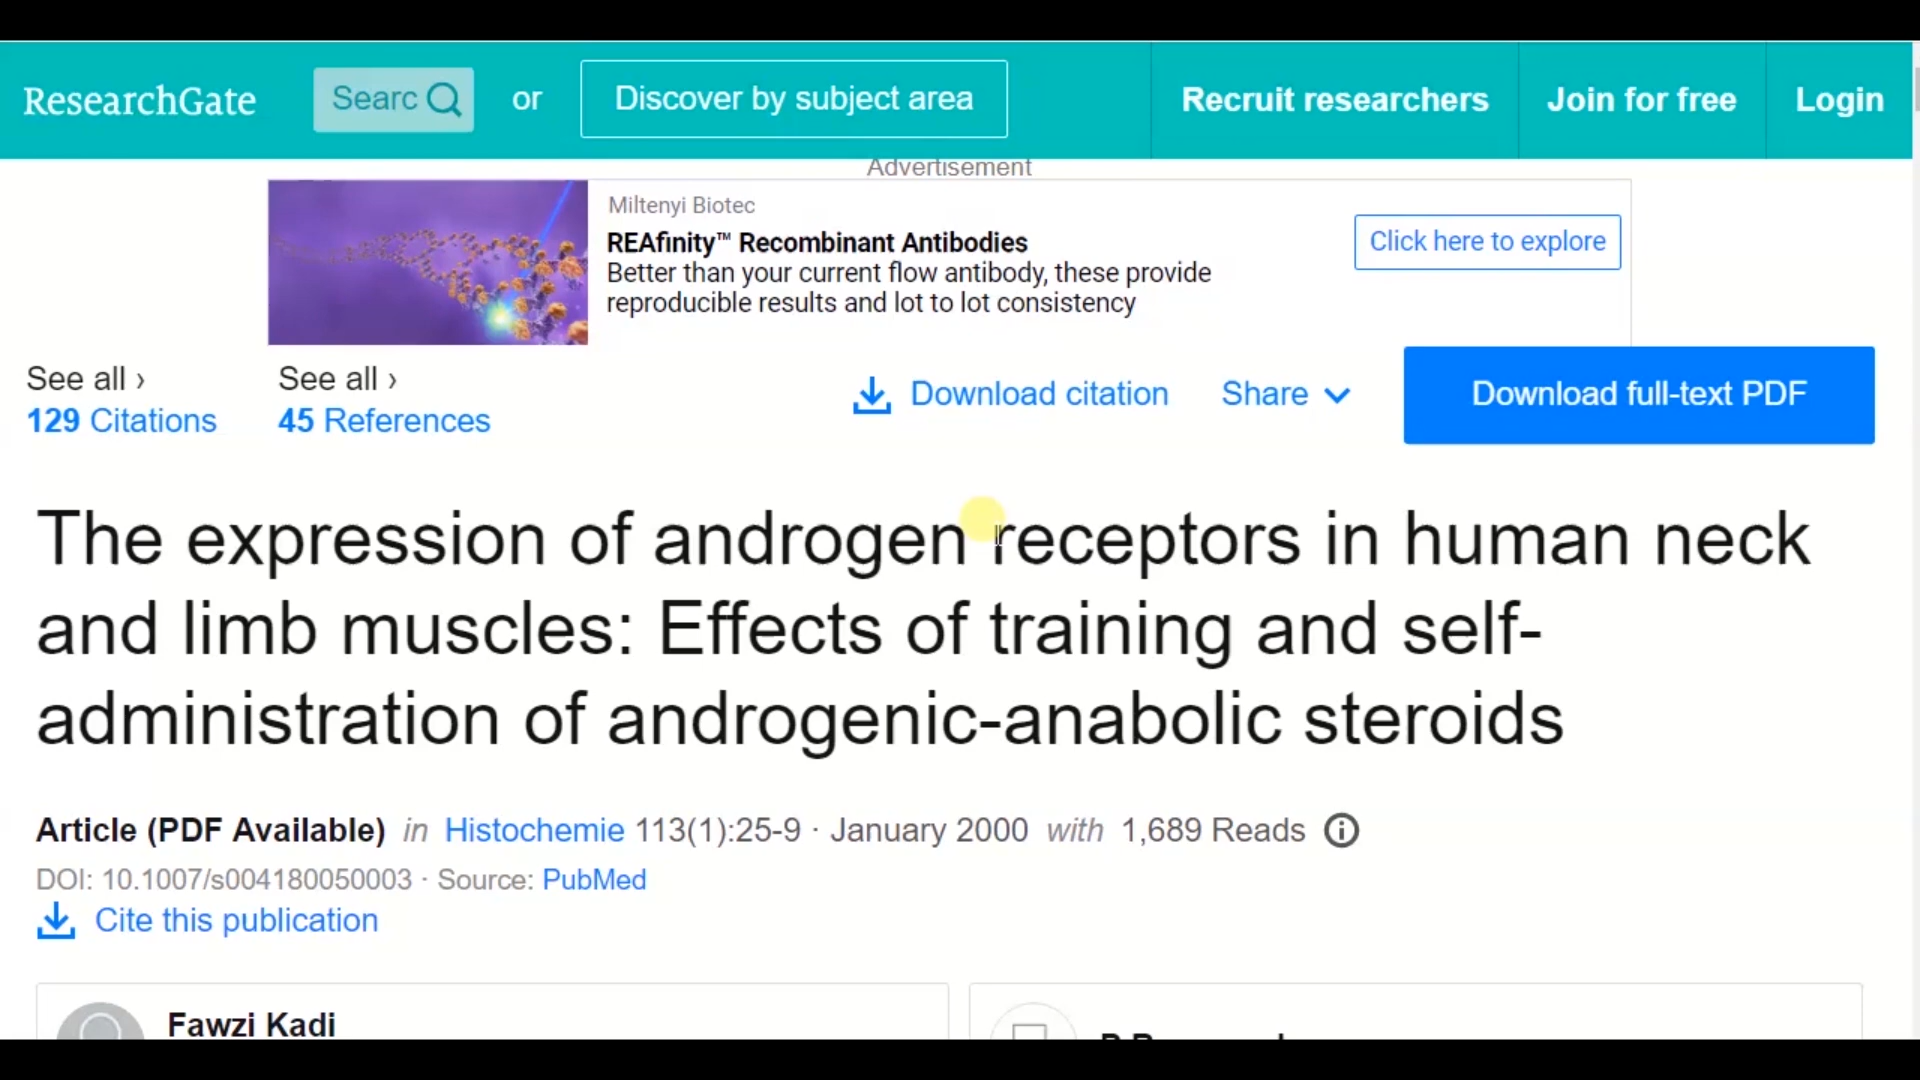 ResearchGate
Searc
or
Discover by subject area
Recruit researchers
Join for free
Login
Advertisement
Miltenyi Biotec
REAfinity™ Recombinant Antibodies
Better than your current flow antibody, these provide
reproducible results and lot to lot consistency
Click here to explore
See all ›
129 Citations
See all ›
45 References
Download citation
Share
Download full-text PDF
The expression of androgen receptors in human neck
and limb muscles: Effects of training and self-
administration of androgenic-anabolic steroids
Article (PDF Available) in Histochemie 113(1):25-9 · January 2000 with 1,689 Reads
DOI: 10.1007/s004180050003 · Source: PubMed
Cite this publication
Fawzi Kadi